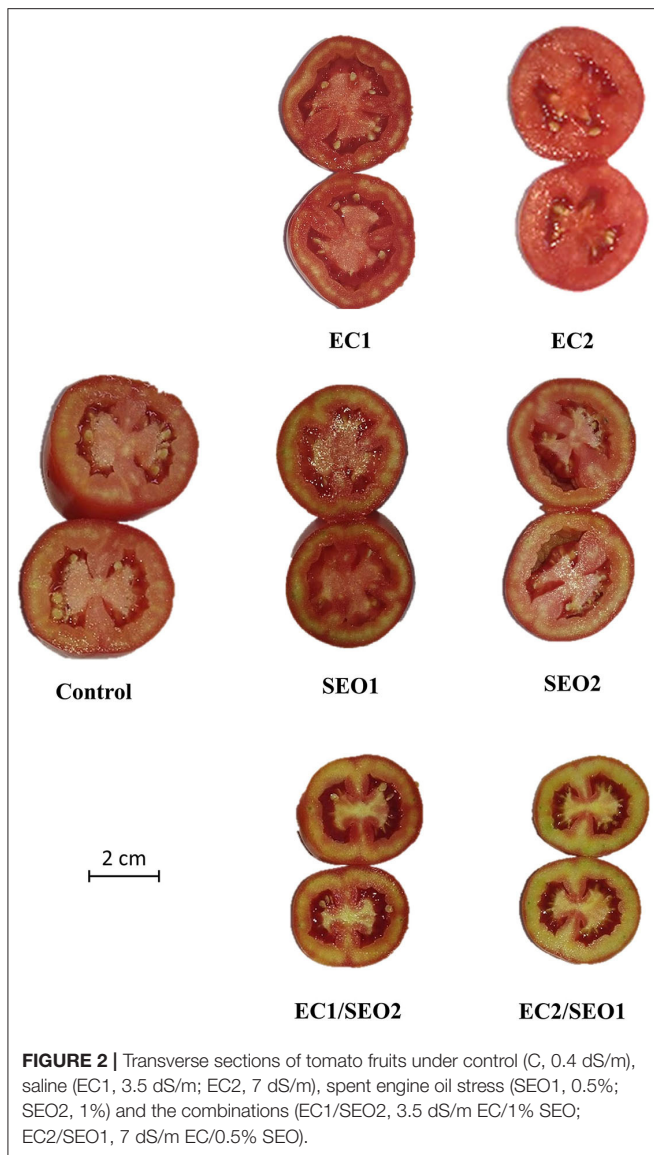 EC1
EC2
Control
SEO1
SEO2
2 cm
EC1/SEO2
EC2/SEO1
FIGURE 2 | Transverse sections of tomato fruits under control (C, 0.4 dS/m),
saline (EC1, 3.5 dS/m; EC2, 7 dS/m), spent engine oil stress (SEO1, 0.5%;
SEO2, 1%) and the combinations (EC1/SEO2, 3.5 dS/m EC/1% SEO;
EC2/SEO1, 7 dS/m EC/0.5% SEO).